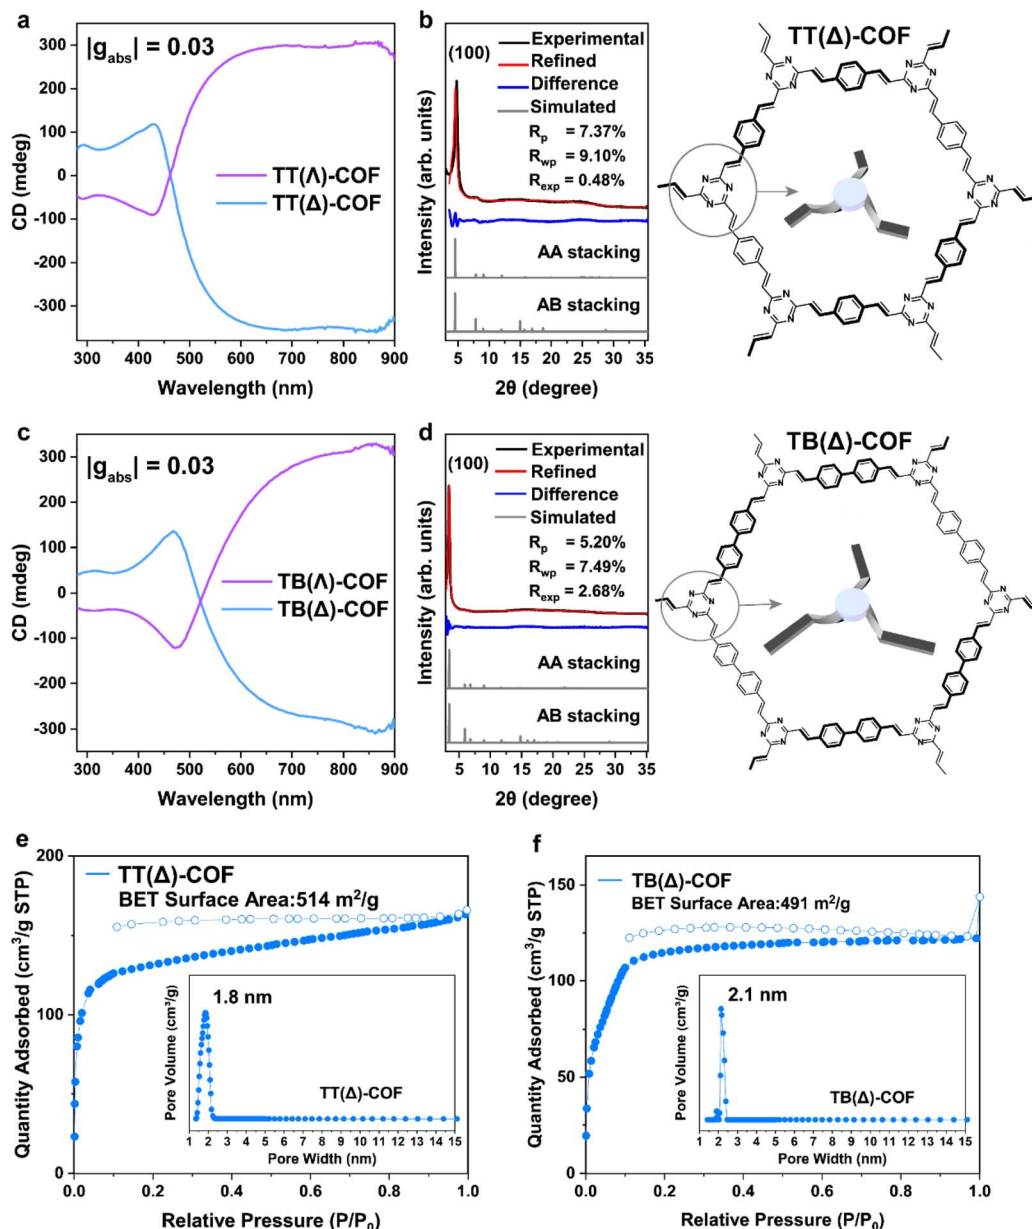 a
|g_abs| = 0.03
CD (mdeg)
300
200
100
0
-100
-200
-300
TT(Λ)-COF
TT(Δ)-COF
300 400 500 600 700 800 900
Wavelength (nm)
b
(100)
Experimental
Refined
Difference
Simulated
R_p = 7.37%
R_wp = 9.10%
R_exp = 0.48%
Intensity (arb. units)
AA stacking
AB stacking
5 10 15 20 25 30 35
2θ (degree)
TT(Δ)-COF
c
|g_abs| = 0.03
CD (mdeg)
300
200
100
0
-100
-200
-300
TB(Λ)-COF
TB(Δ)-COF
300 400 500 600 700 800 900
Wavelength (nm)
d
(100)
Experimental
Refined
Difference
Simulated
R_p = 5.20%
R_wp = 7.49%
R_exp = 2.68%
Intensity (arb. units)
AA stacking
AB stacking
5 10 15 20 25 30 35
2θ (degree)
TB(Δ)-COF
e
TT(Δ)-COF
BET Surface Area:514 m²/g
Quantity Adsorbed (cm³/g STP)
200
100
0
1.8 nm
Pore Volume (cm³/g)
TT(Δ)-COF
1 2 3 4 5 6 7 8 9 10 11 12 13 14 15
Pore Width (nm)
0.0 0.2 0.4 0.6 0.8 1.0
Relative Pressure (P/P₀)
f
TB(Δ)-COF
BET Surface Area:491 m²/g
Quantity Adsorbed (cm³/g STP)
150
100
50
0
2.1 nm
Pore Volume (cm³/g)
TB(Δ)-COF
1 2 3 4 5 6 7 8 9 10 11 12 13 14 15
Pore Width (nm)
0.0 0.2 0.4 0.6 0.8 1.0
Relative Pressure (P/P₀)